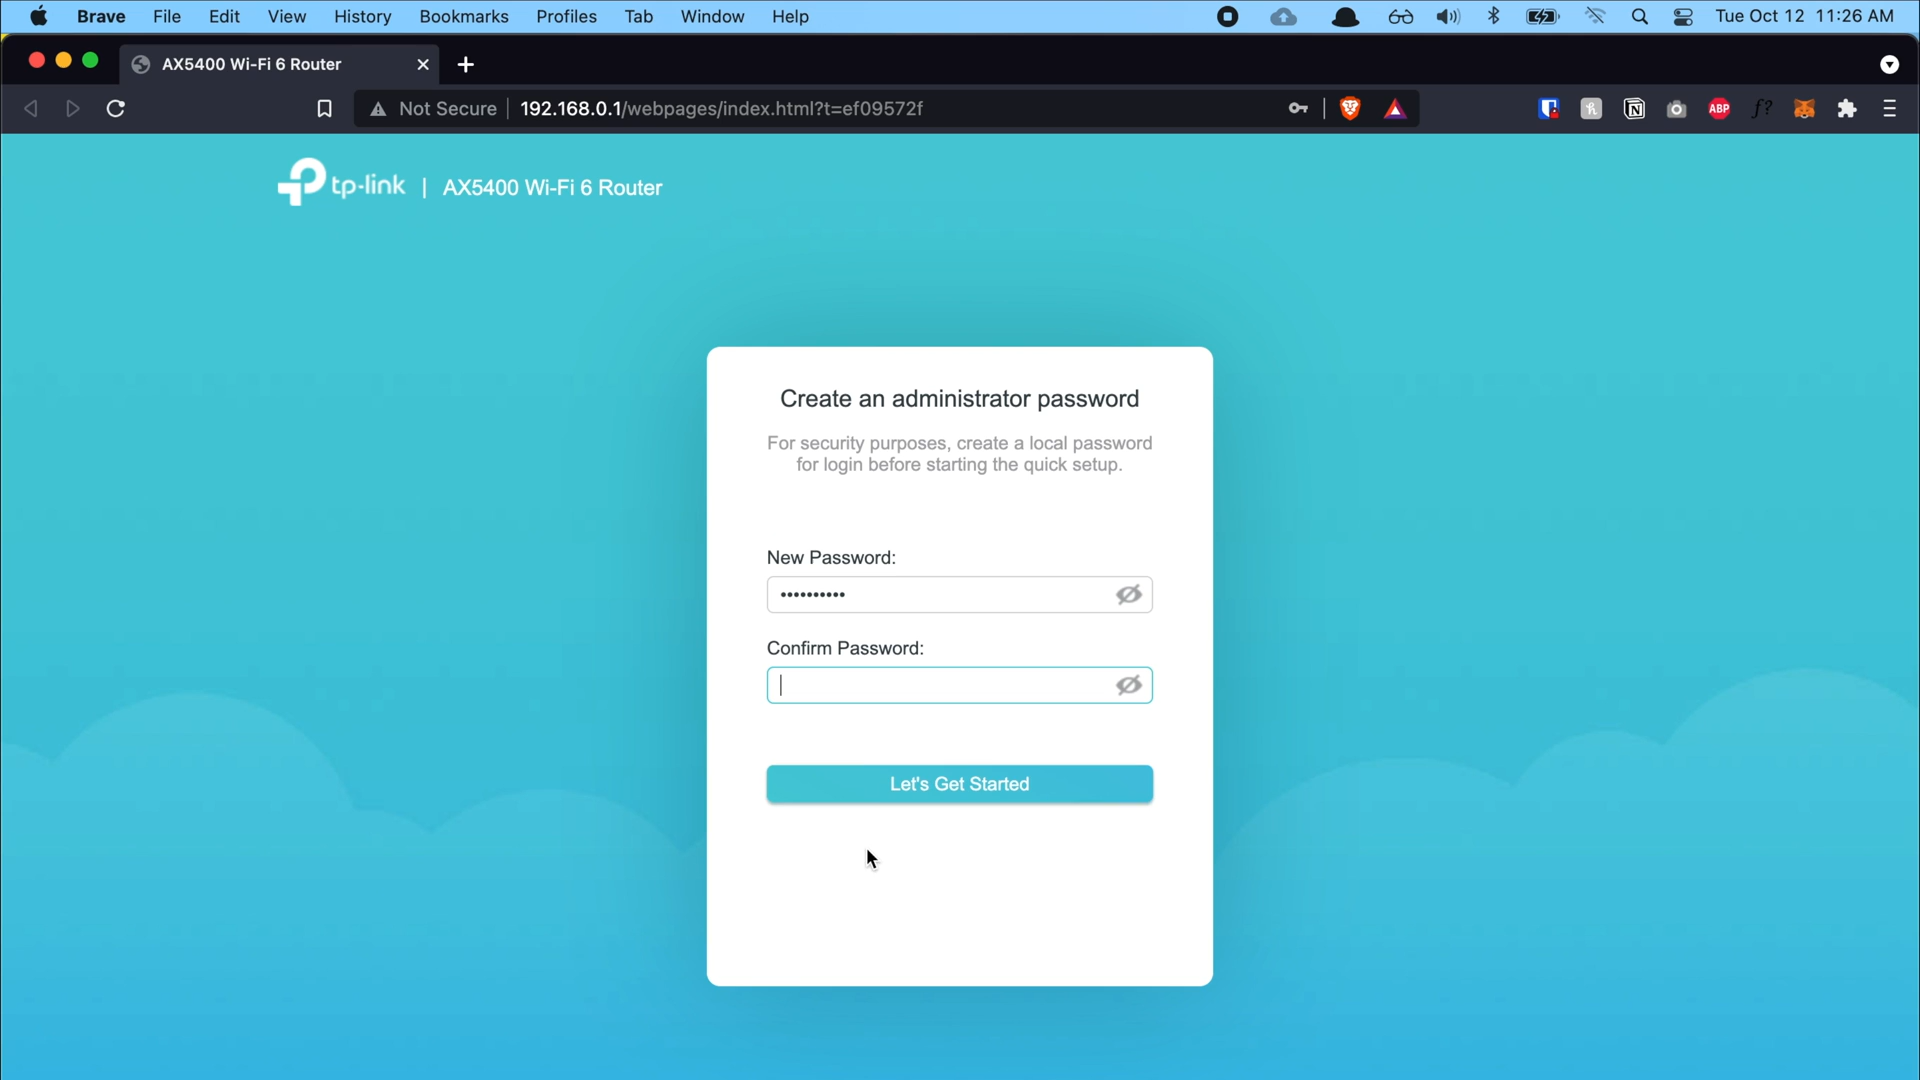 Brave File Edit View History Bookmarks Profiles Tab Window Help Tue Oct 12 11:26 AM
AX5400 Wi-Fi 6 Router
Not Secure 192.168.0.1/webpages/index.html?t=ef09572f ABP f?
tp-link | AX5400 Wi-Fi 6 Router
Create an administrator password
For security purposes, create a local password
for login before starting the quick setup.
New Password:
••••••••••
Confirm Password:
Let's Get Started